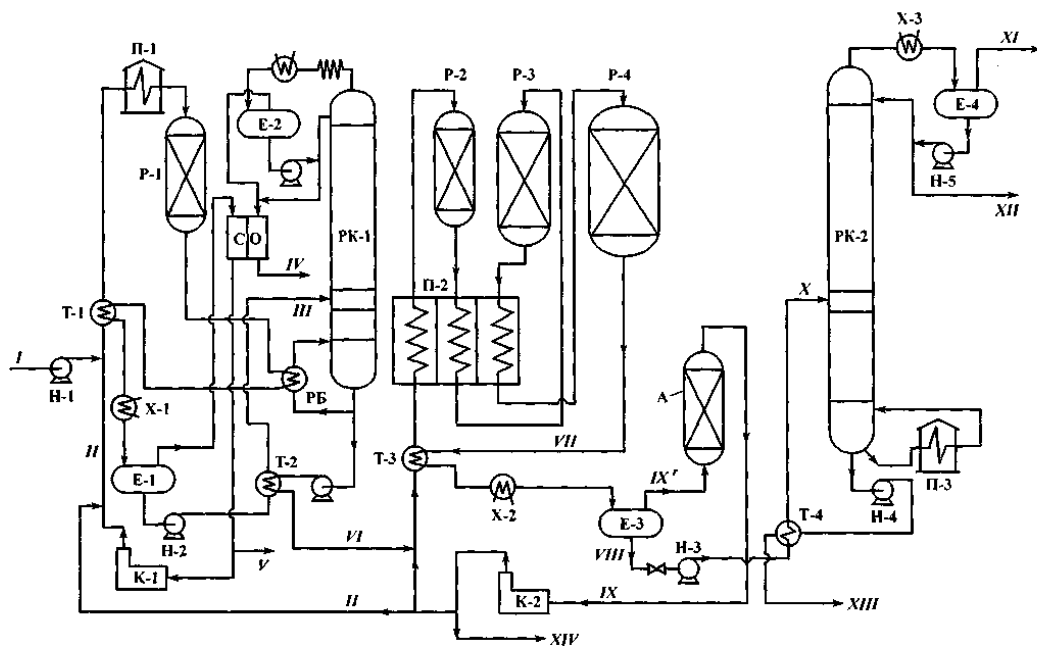 X-3
XI
П-1
P-2
P-3
P-4
E-2
E-4
P-1
H-5
XII
PK-1
PK-2
C O
IV
П-2
X
T-1
III
I
A
H-1
РБ
X-1
VII
II
T-2
T-3
IX'
П-3
E-1
X-2
E-3
H-4
T-4
H-2
VI
VIII
H-3
V
K-1
II
K-2
IX
XIII
XIV